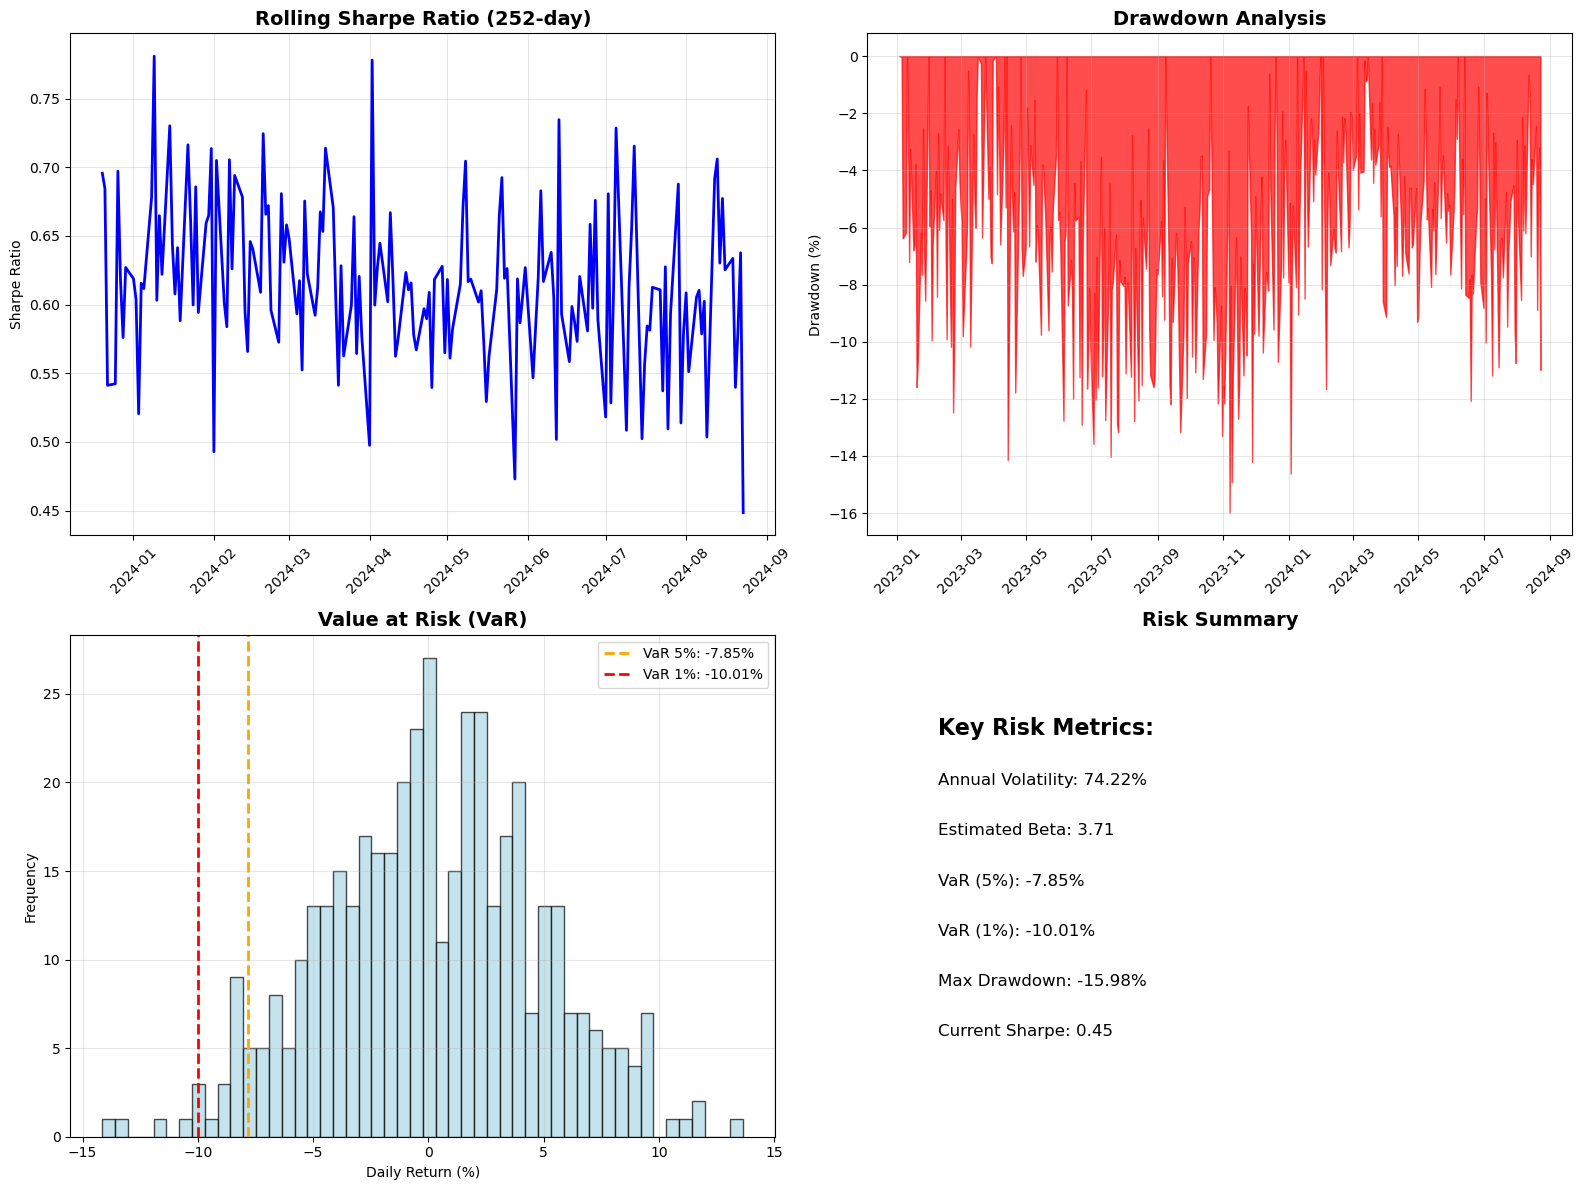 Rolling Sharpe Ratio (252-day)
Sharpe Ratio
0.75
0.70
0.65
0.60
0.55
0.50
0.45
2024-01
2024-02
2024-03
2024-04
2024-05
2024-06
2024-07
2024-08
2024-09
Drawdown Analysis
Drawdown (%)
0
−2
−4
−6
−8
−10
−12
−14
−16
2023-01
2023-03
2023-05
2023-07
2023-09
2023-11
2024-01
2024-03
2024-05
2024-07
2024-09
Value at Risk (VaR)
VaR 5%: -7.85%
VaR 1%: -10.01%
Frequency
25
20
15
10
5
0
−15
−10
−5
0
5
10
15
Daily Return (%)
Risk Summary
Key Risk Metrics:
Annual Volatility: 74.22%
Estimated Beta: 3.71
VaR (5%): -7.85%
VaR (1%): -10.01%
Max Drawdown: -15.98%
Current Sharpe: 0.45